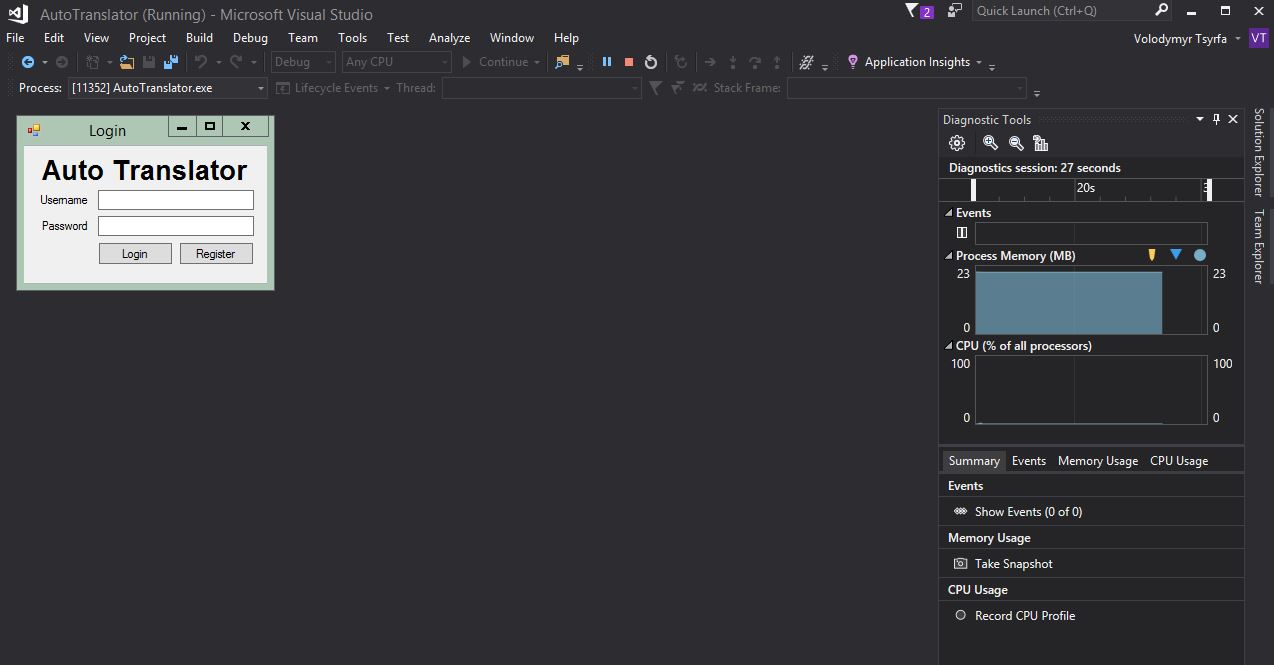 AutoTranslator (Running) - Microsoft Visual Studio
2
Quick Launch (Ctrl+Q)
File Edit View Project Build Debug Team Tools Test Analyze Window Help
Volodymyr Tsyrfa VT
Debug Any CPU Continue Application Insights
Process: [11352] AutoTranslator.exe Lifecycle Events Thread: Stack Frame:
Login
Auto Translator
Username
Password
Login Register
Diagnostic Tools
Diagnostics session: 27 seconds
20s
Events
Process Memory (MB)
23 23
0 0
CPU (% of all processors)
100 100
0 0
Summary Events Memory Usage CPU Usage
Events
Show Events (0 of 0)
Memory Usage
Take Snapshot
CPU Usage
Record CPU Profile
Solution Explorer
Team Explorer